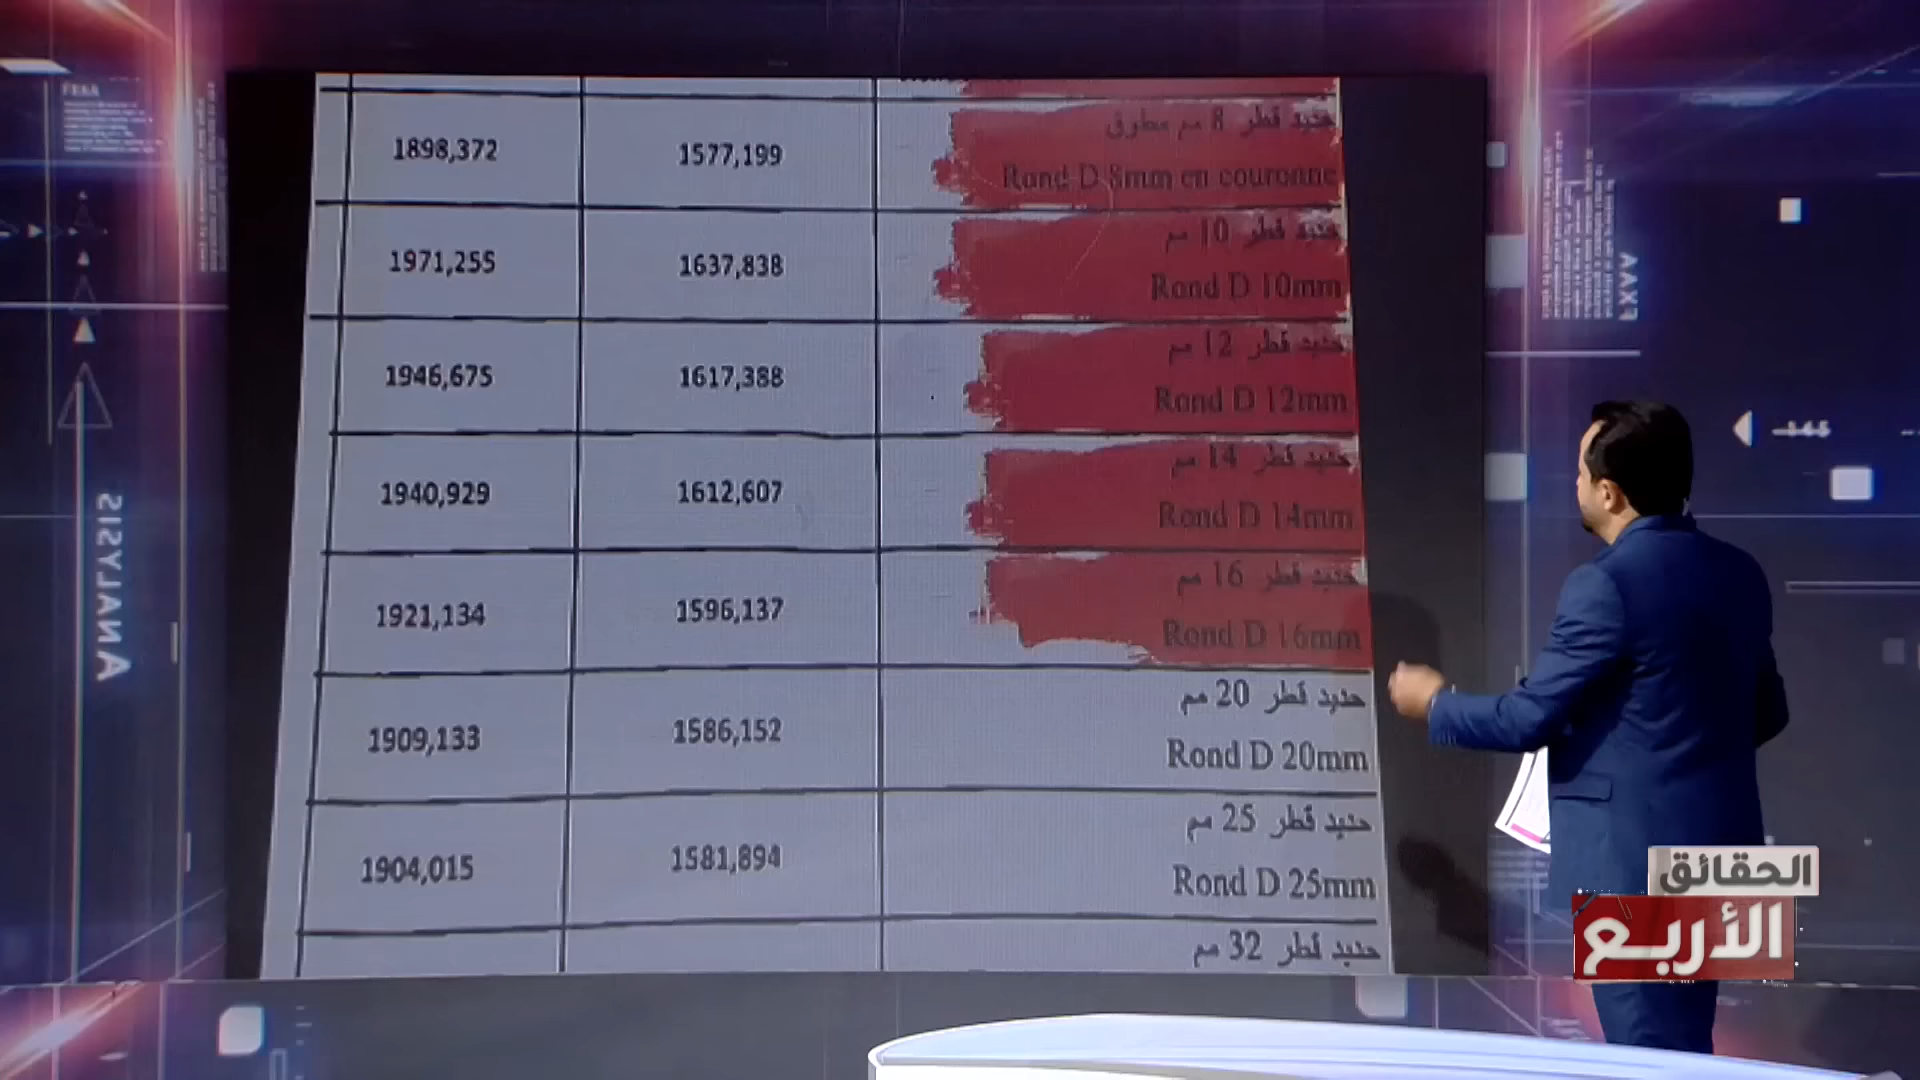 حديد قطر 8 مم مطوق
Rond D 8mm en couronne
1577,199
1898,372
حديد قطر 10 مم
Rond D 10mm
1637,838
1971,255
حديد قطر 12 مم
Rond D 12mm
1617,388
1946,675
حديد قطر 14 مم
Rond D 14mm
1612,607
1940,929
حديد قطر 16 مم
Rond D 16mm
1596,137
1921,134
حديد قطر 20 مم
Rond D 20mm
1586,152
1909,133
حديد قطر 25 مم
Rond D 25mm
1581,894
1904,015
حديد قطر 32 مم
ANALYSIS
145
الحقائق
الأربع